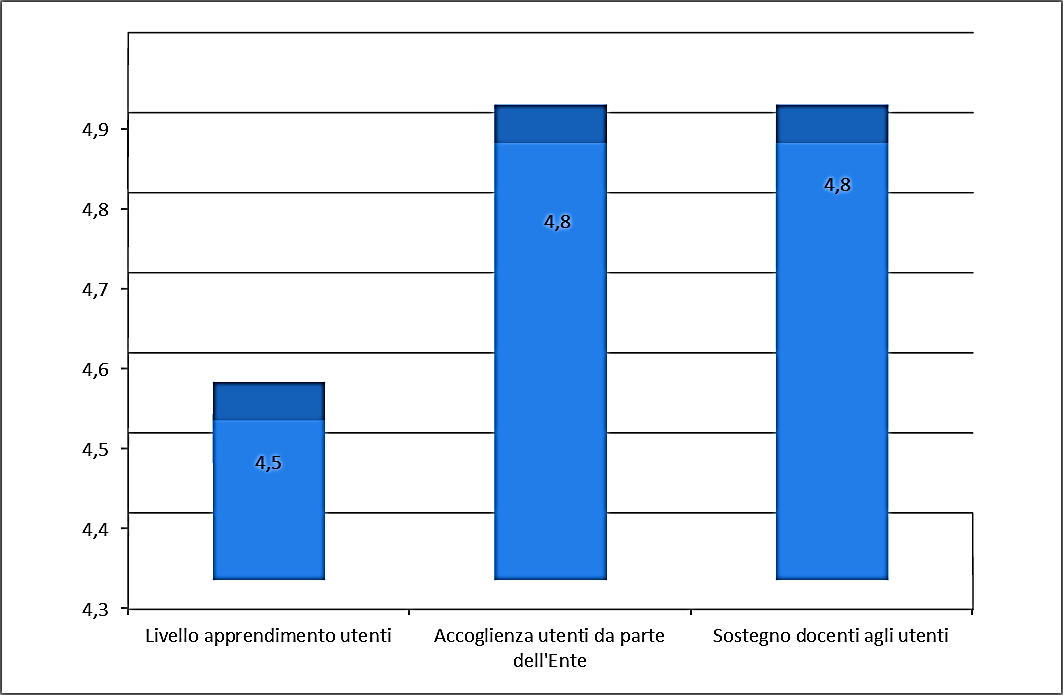 4,9
4,8
4,7
4,6
4,5
4,4
4,3
4,5
4,8
4,8
Livello apprendimento utenti
Accoglienza utenti da parte
dell'Ente
Sostegno docenti agli utenti